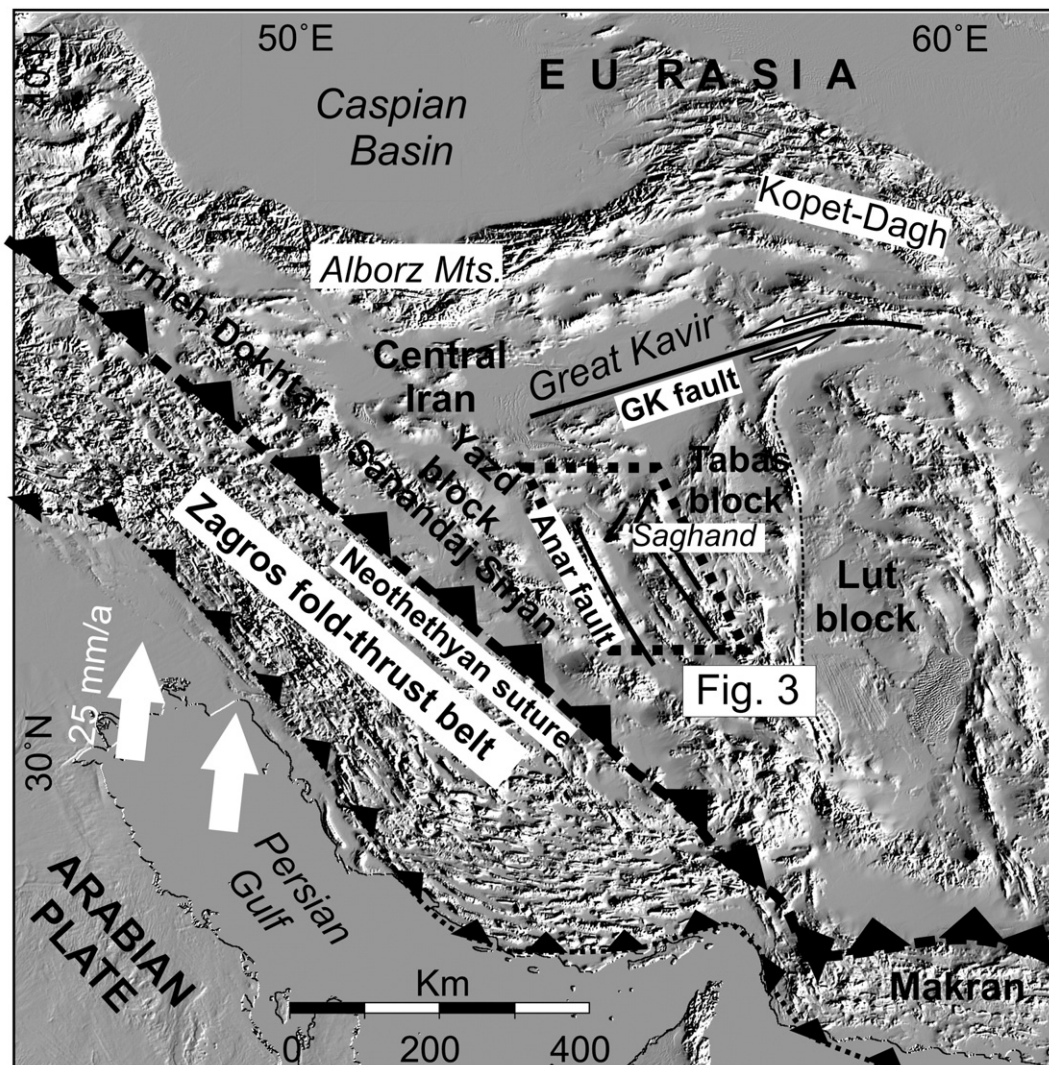 50°E
60°E
40°N
EURASIA
Caspian
Basin
Kopet-Dagh
Alborz Mts.
Urmieh Dokhtar
Central
Iran
Great Kavir
GK fault
Yazd
block
Sanandaj Sirjan
Tabas
block
Saghand
Anar fault
Lut
block
Zagros fold-thrust belt
Neothethyan suture
Fig. 3
25 mm/a
30°N
Persian
Gulf
ARABIAN
PLATE
Makran
Km
0 200 400